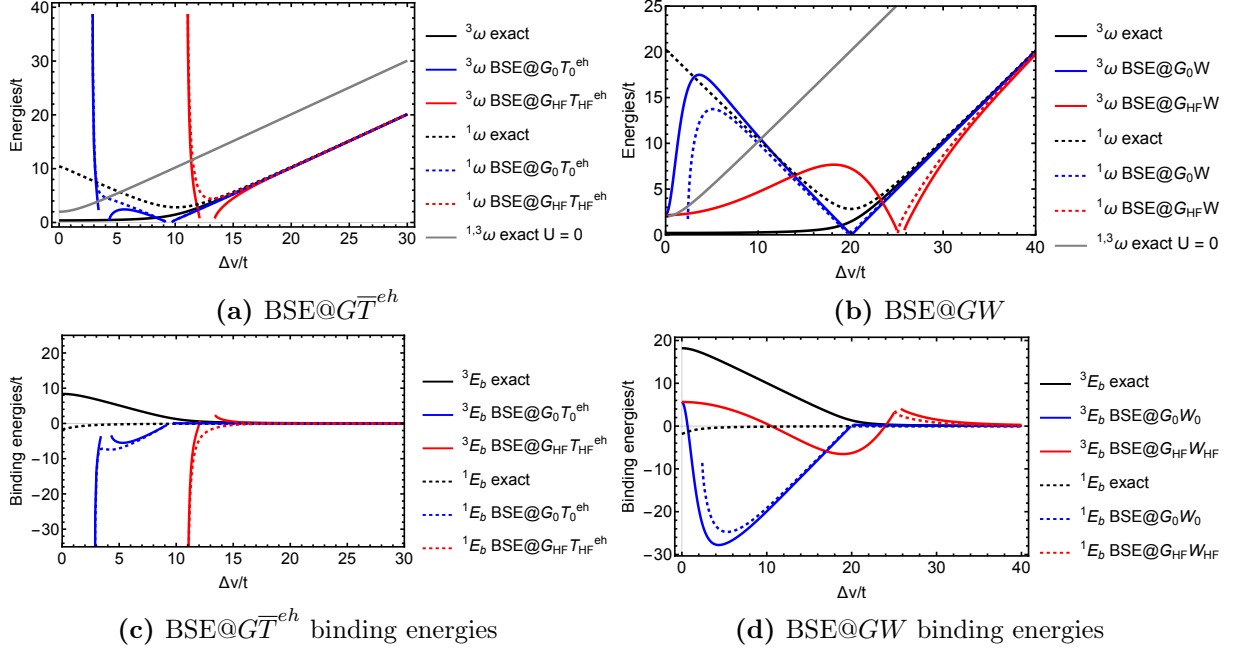 Energies/t
40
30
20
10
0
0
5
10
15
20
25
30
Δv/t
³ω exact
³ω BSE@G₀T₀ᵉʰ
³ω BSE@G_HF T_HFᵉʰ
¹ω exact
¹ω BSE@G₀T₀ᵉʰ
¹ω BSE@G_HF T_HFᵉʰ
¹,³ω exact U = 0
(a) BSE@GT̅ᵉʰ
Energies/t
25
20
15
10
5
0
0
10
20
30
40
Δv/t
³ω exact
³ω BSE@G₀W
³ω BSE@G_HF W
¹ω exact
¹ω BSE@G₀W
¹ω BSE@G_HF W
¹,³ω exact U = 0
(b) BSE@GW
Binding energies/t
20
10
0
−10
−20
−30
0
5
10
15
20
25
30
Δv/t
³E_b exact
³E_b BSE@G₀T₀ᵉʰ
³E_b BSE@G_HF T_HFᵉʰ
¹E_b exact
¹E_b BSE@G₀T₀ᵉʰ
¹E_b BSE@G_HF T_HFᵉʰ
(c) BSE@GT̅ᵉʰ binding energies
Binding energies/t
20
10
0
−10
−20
−30
0
10
20
30
40
Δv/t
³E_b exact
³E_b BSE@G₀W₀
³E_b BSE@G_HF W_HF
¹E_b exact
¹E_b BSE@G₀W₀
¹E_b BSE@G_HF W_HF
(d) BSE@GW binding energies